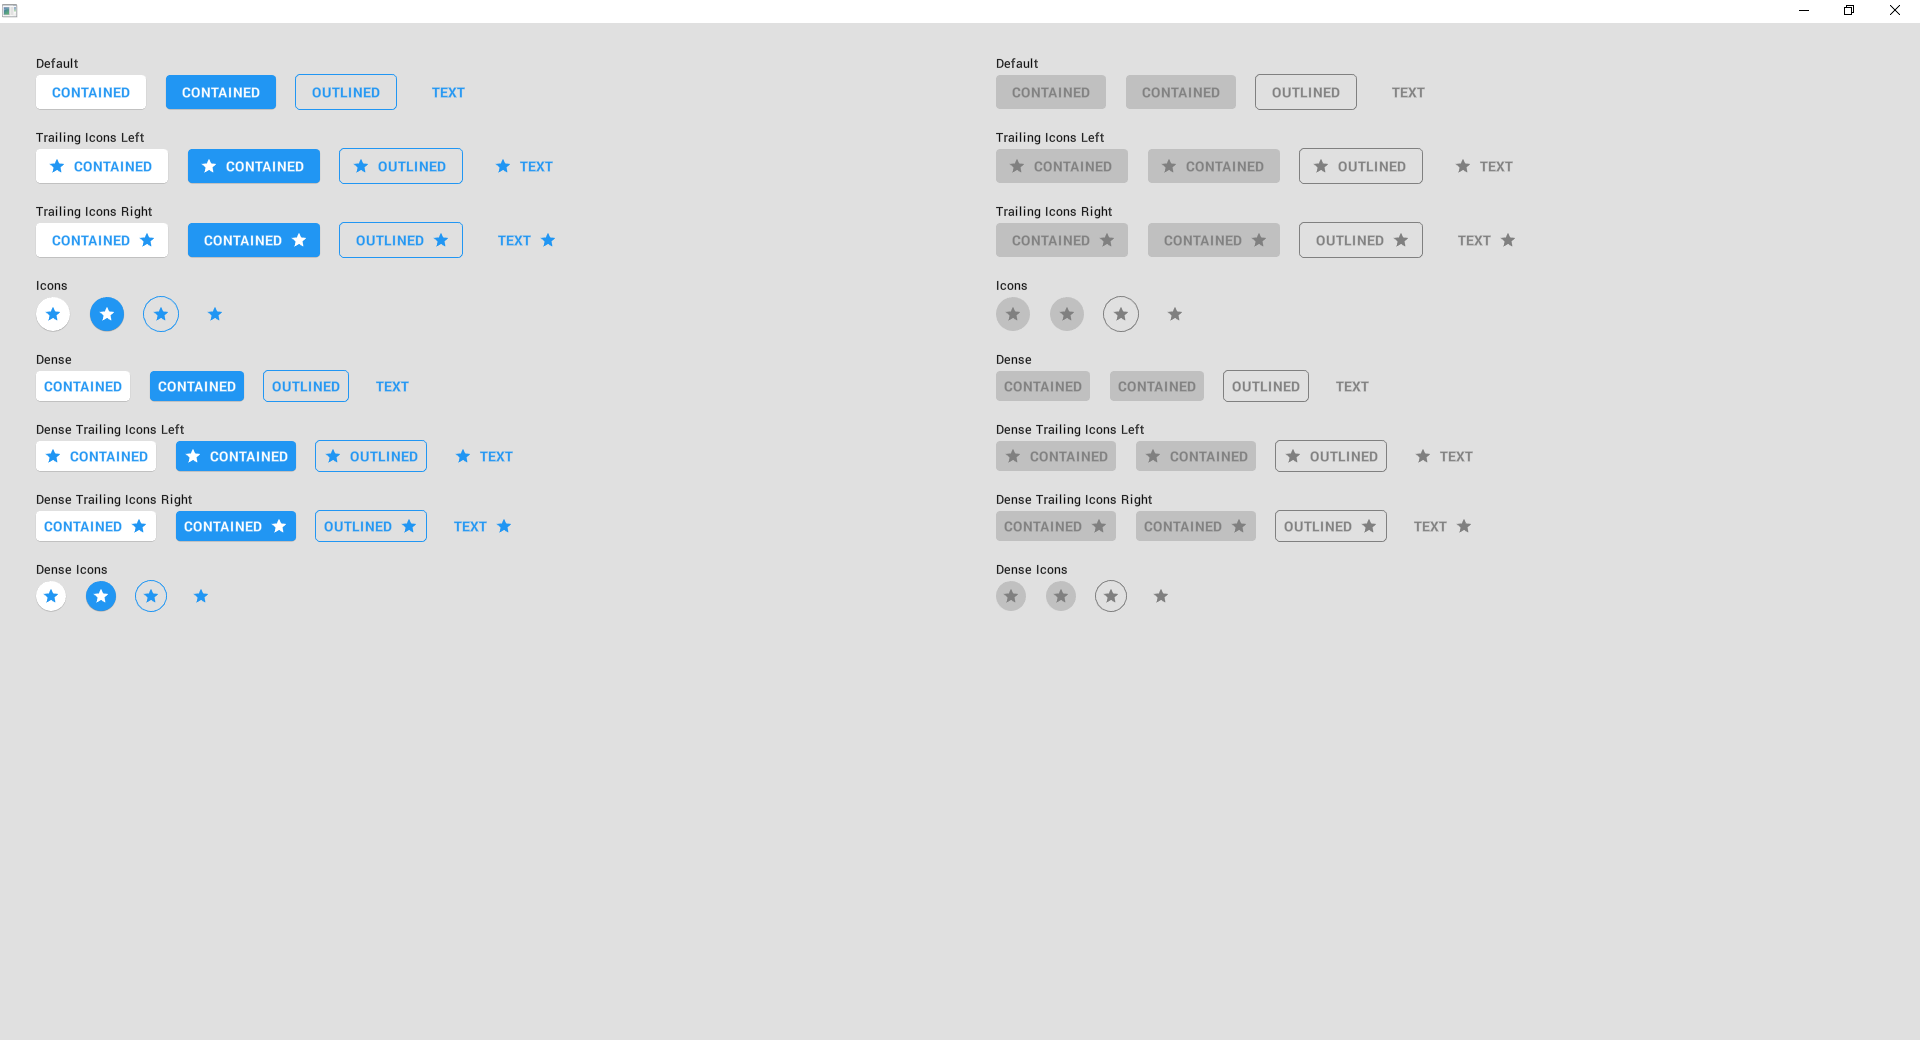 Default
CONTAINED CONTAINED OUTLINED TEXT
Trailing Icons Left
CONTAINED CONTAINED OUTLINED TEXT
Trailing Icons Right
CONTAINED CONTAINED OUTLINED TEXT
Icons
Dense
CONTAINED CONTAINED OUTLINED TEXT
Dense Trailing Icons Left
CONTAINED CONTAINED OUTLINED TEXT
Dense Trailing Icons Right
CONTAINED CONTAINED OUTLINED TEXT
Dense Icons
Default
CONTAINED CONTAINED OUTLINED TEXT
Trailing Icons Left
CONTAINED CONTAINED OUTLINED TEXT
Trailing Icons Right
CONTAINED CONTAINED OUTLINED TEXT
Icons
Dense
CONTAINED CONTAINED OUTLINED TEXT
Dense Trailing Icons Left
CONTAINED CONTAINED OUTLINED TEXT
Dense Trailing Icons Right
CONTAINED CONTAINED OUTLINED TEXT
Dense Icons